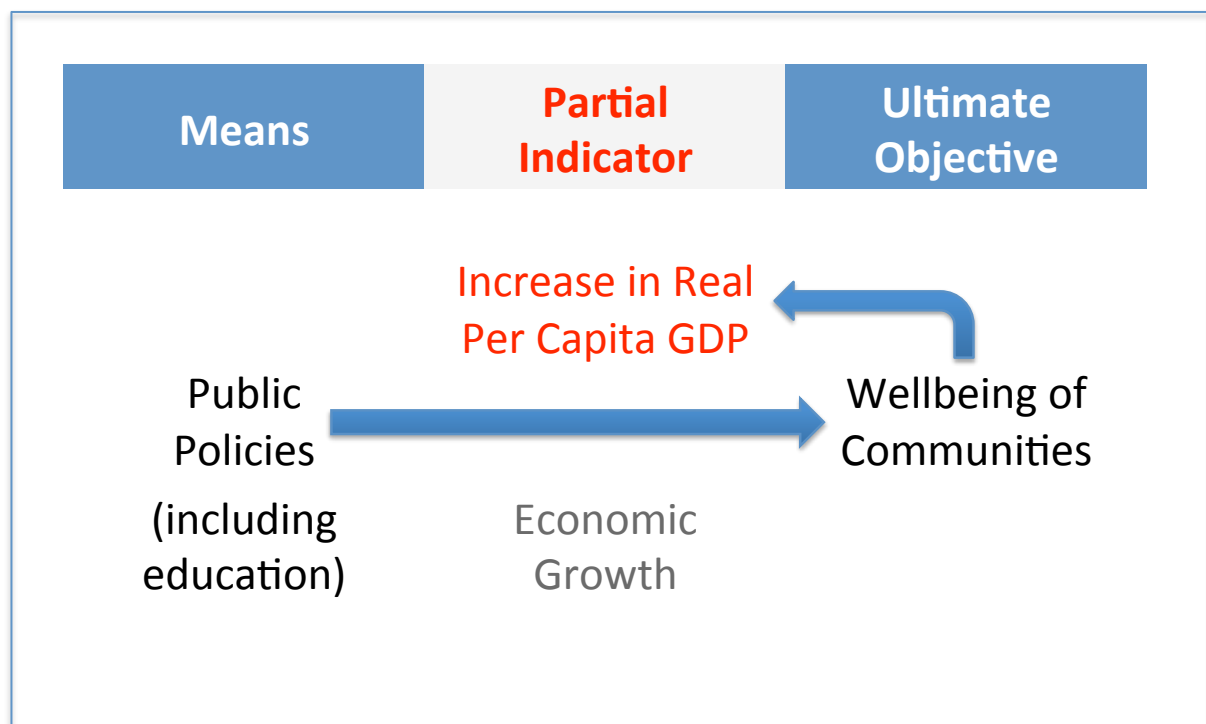 Means
Partial
Indicator
Ultimate
Objective
Increase in Real
Per Capita GDP
Public
Policies
(including
education)
Economic
Growth
Wellbeing of
Communities